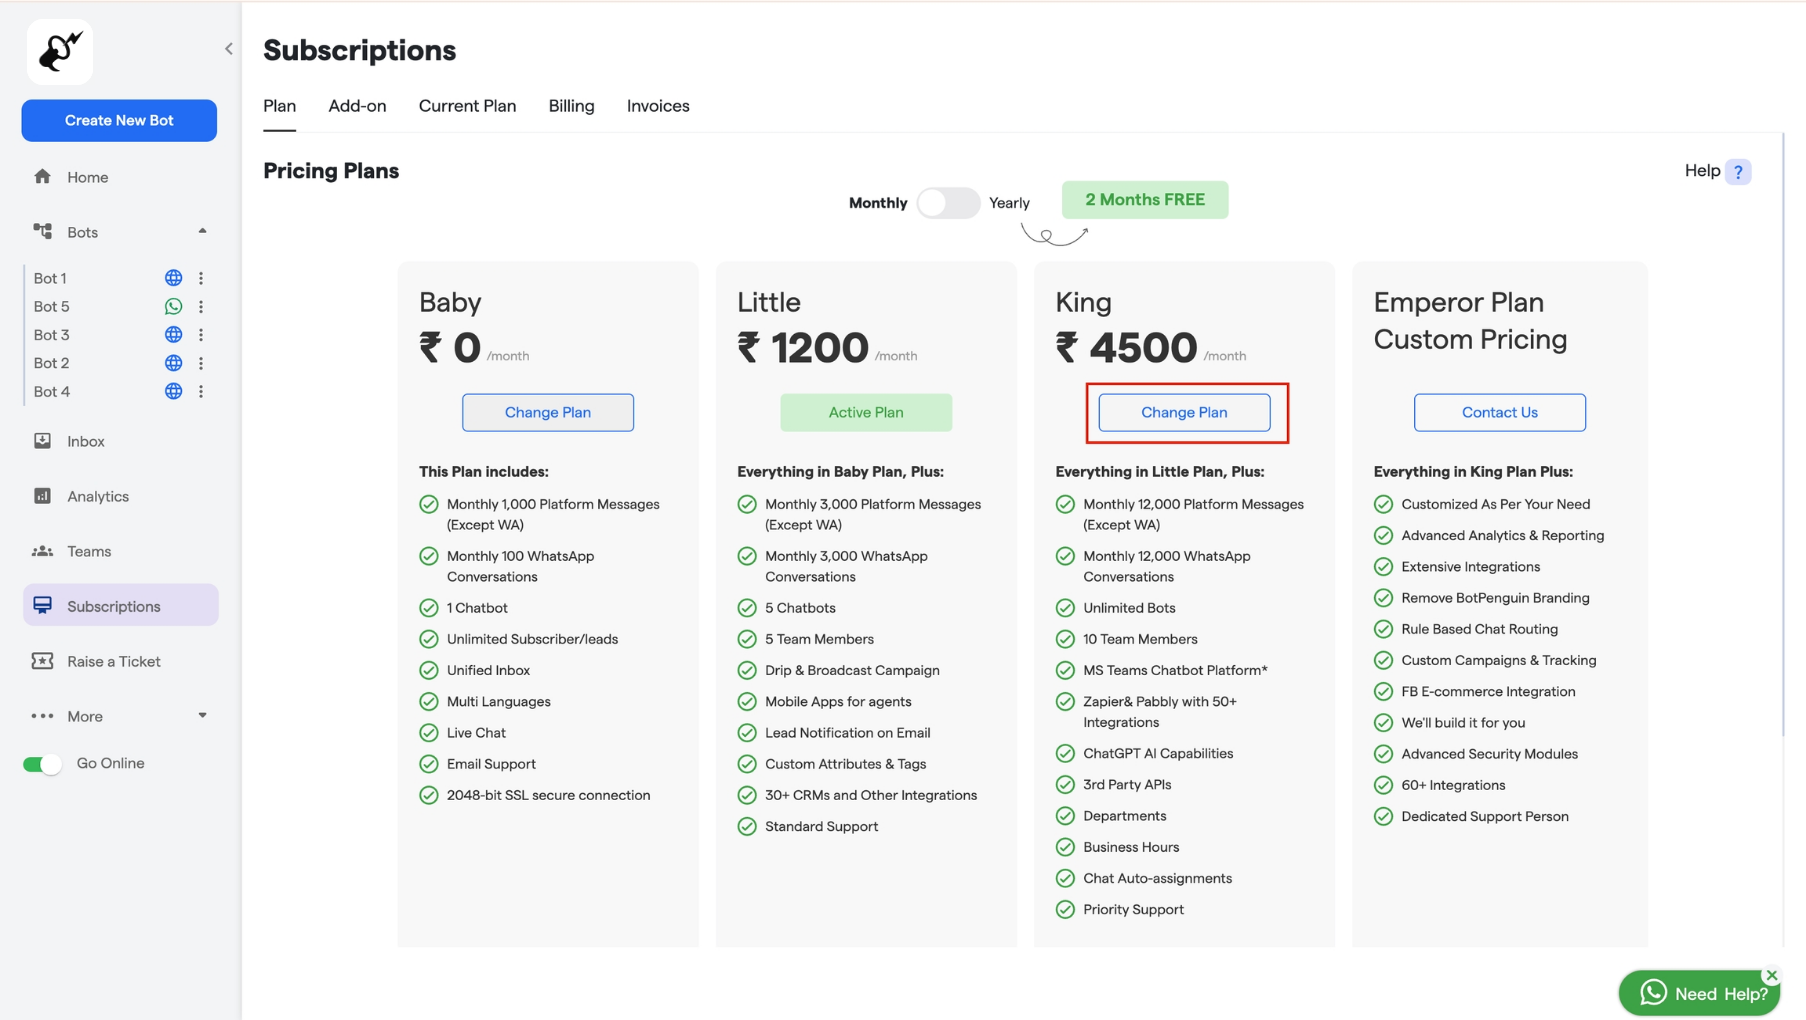 Subscriptions
Create New Bot
Home
Bots
Bot 1
Bot 5
Bot 3
Bot 2
Bot 4
Inbox
Analytics
Teams
Subscriptions
Raise a Ticket
More
Go Online
Plan Add-on Current Plan Billing Invoices
Pricing Plans
Help ?
Monthly Yearly 2 Months FREE
Baby
₹ 0 /month
Change Plan
This Plan includes:
Monthly 1,000 Platform Messages
(Except WA)
Monthly 100 WhatsApp
Conversations
1 Chatbot
Unlimited Subscriber/leads
Unified Inbox
Multi Languages
Live Chat
Email Support
2048-bit SSL secure connection
Little
₹ 1200 /month
Active Plan
Everything in Baby Plan, Plus:
Monthly 3,000 Platform Messages
(Except WA)
Monthly 3,000 WhatsApp
Conversations
5 Chatbots
5 Team Members
Drip & Broadcast Campaign
Mobile Apps for agents
Lead Notification on Email
Custom Attributes & Tags
30+ CRMs and Other Integrations
Standard Support
King
₹ 4500 /month
Change Plan
Everything in Little Plan, Plus:
Monthly 12,000 Platform Messages
(Except WA)
Monthly 12,000 WhatsApp
Conversations
Unlimited Bots
10 Team Members
MS Teams Chatbot Platform*
Zapier& Pabbly with 50+
Integrations
ChatGPT AI Capabilities
3rd Party APIs
Departments
Business Hours
Chat Auto-assignments
Priority Support
Emperor Plan
Custom Pricing
Contact Us
Everything in King Plan Plus:
Customized As Per Your Need
Advanced Analytics & Reporting
Extensive Integrations
Remove BotPenguin Branding
Rule Based Chat Routing
Custom Campaigns & Tracking
FB E-commerce Integration
We'll build it for you
Advanced Security Modules
60+ Integrations
Dedicated Support Person
Need Help?